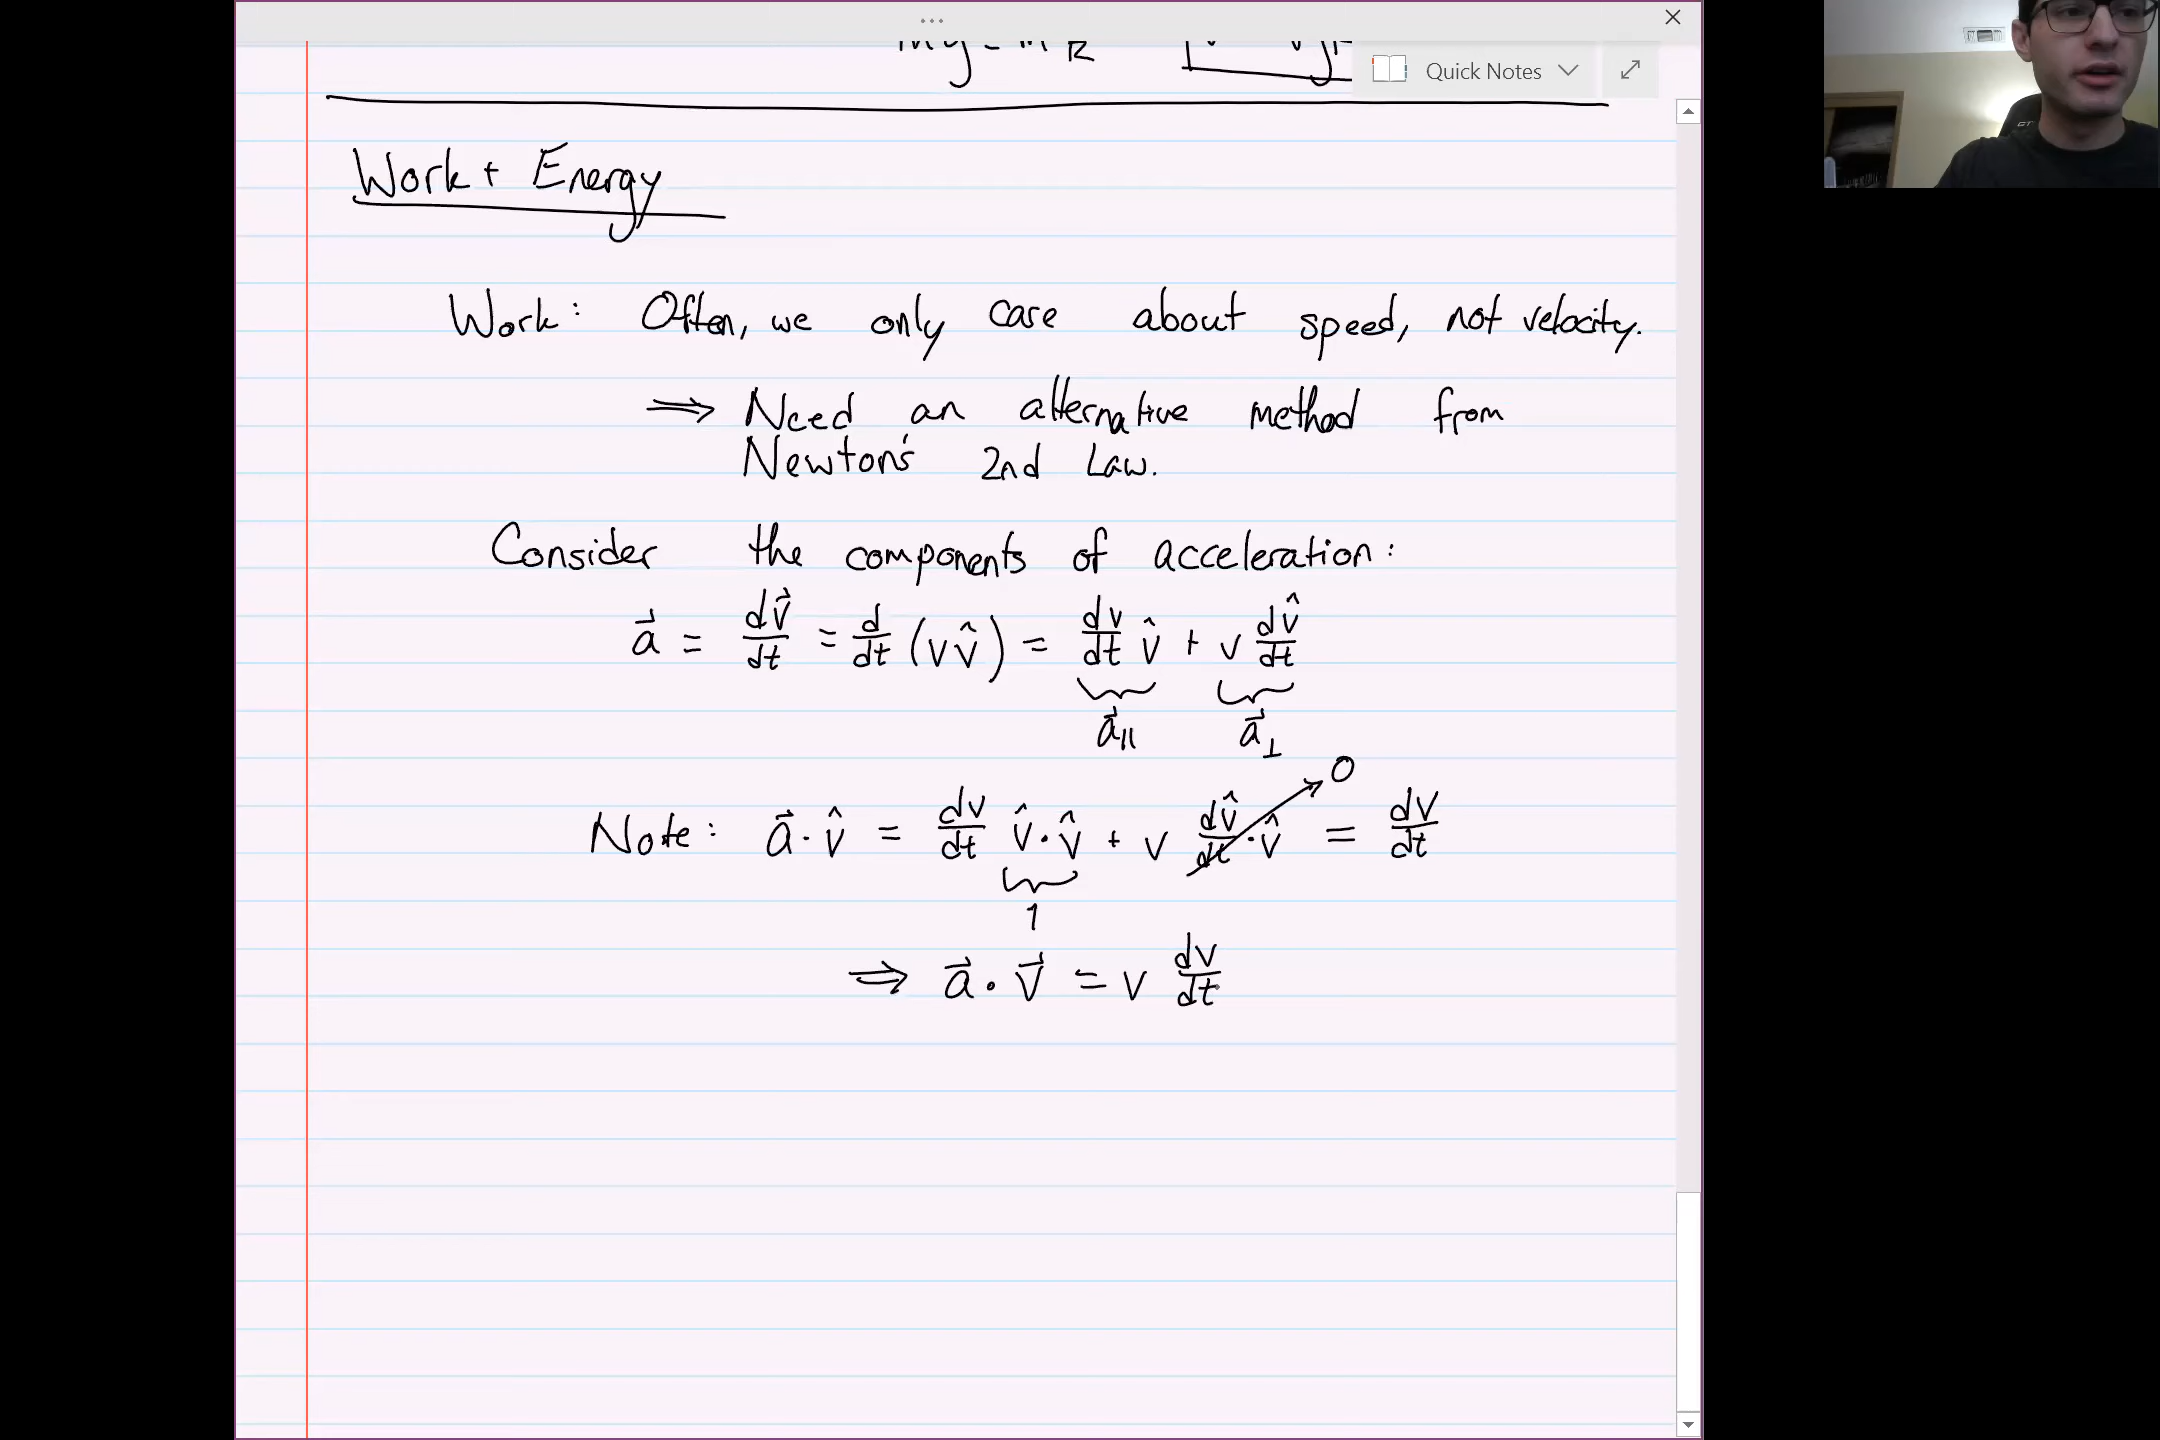 Quick Notes
Work + Energy
Work: Often, we only care about speed, not velocity.
⟹ Need an alternative method from
Newton's 2nd Law.
Consider the components of acceleration:
a⃗ = dv⃗/dt = d/dt (v v̂) = dv/dt v̂ + v dv̂/dt
a⃗∥ a⃗⊥
0
Note: a⃗ · v̂ = dv/dt v̂ · v̂ + v dv̂/dt · v̂ = dv/dt
1
⟹ a⃗ · v⃗ = v dv/dt